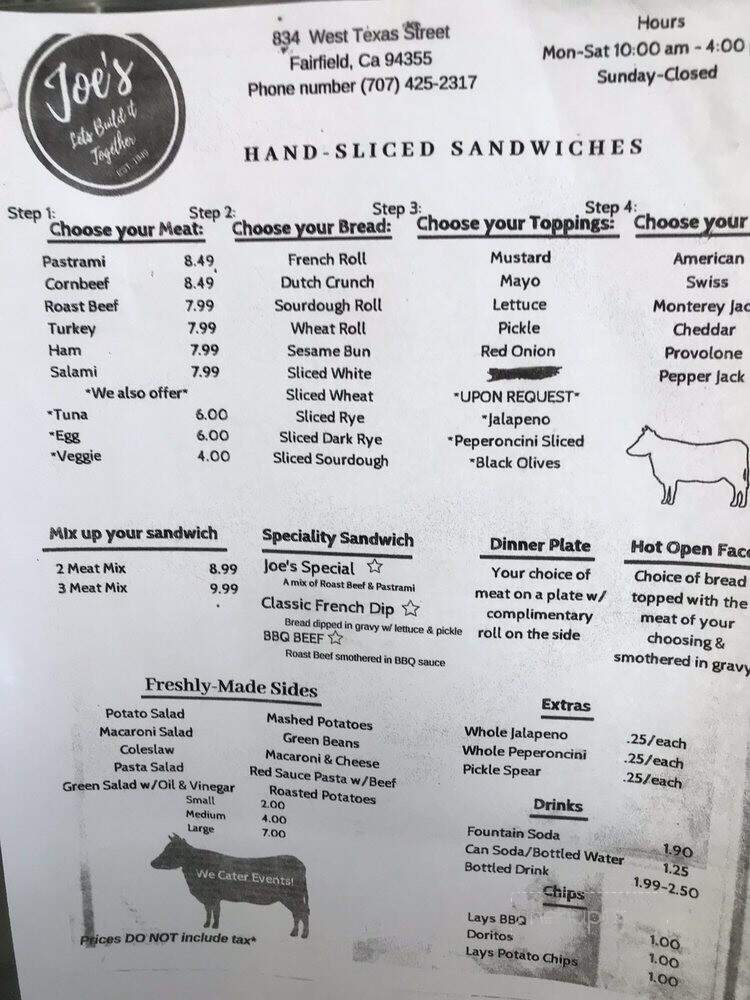 Joe's
Lets Build it
Together
EST. 1949
834 West Texas Street
Fairfield, Ca 94355
Phone number (707) 425-2317
Hours
Mon-Sat 10:00 am - 4:00
Sunday-Closed
HAND-SLICED SANDWICHES
Step 1:
Choose your Meat:
Pastrami 8.49
Cornbeef 8.49
Roast Beef 7.99
Turkey 7.99
Ham 7.99
Salami 7.99
*We also offer*
*Tuna 6.00
*Egg 6.00
*Veggie 4.00
Step 2:
Choose your Bread:
French Roll
Dutch Crunch
Sourdough Roll
Wheat Roll
Sesame Bun
Sliced White
Sliced Wheat
Sliced Rye
Sliced Dark Rye
Sliced Sourdough
Step 3:
Choose your Toppings:
Mustard
Mayo
Lettuce
Pickle
Red Onion
*UPON REQUEST*
*Jalapeno
*Peperoncini Sliced
*Black Olives
Step 4:
Choose your
American
Swiss
Monterey Jac
Cheddar
Provolone
Pepper Jack
MIx up your sandwich
2 Meat Mix 8.99
3 Meat Mix 9.99
Speciality Sandwich
Joe's Special ☆
A mix of Roast Beef & Pastrami
Classic French Dip ☆
Bread dipped in gravy w/ lettuce & pickle
BBQ BEEF ☆
Roast Beef smothered in BBQ sauce
Dinner Plate
Your choice of
meat on a plate w/
complimentary
roll on the side
Hot Open Face
Choice of bread
topped with the
meat of your
choosing &
smothered in gravy
Freshly-Made Sides
Potato Salad
Macaroni Salad
Coleslaw
Pasta Salad
Green Salad w/Oil & Vinegar
Mashed Potatoes
Green Beans
Macaroni & Cheese
Red Sauce Pasta w/Beef
Roasted Potatoes
Small 2.00
Medium 4.00
Large 7.00
We Cater Events!
Prices DO NOT include tax*
Extras
Whole Jalapeno .25/each
Whole Peperoncini .25/each
Pickle Spear .25/each
Drinks
Fountain Soda 1.90
Can Soda/Bottled Water 1.25
Bottled Drink 1.99-2.50
Chips
Lays BBQ 1.00
Doritos 1.00
Lays Potato Chips 1.00